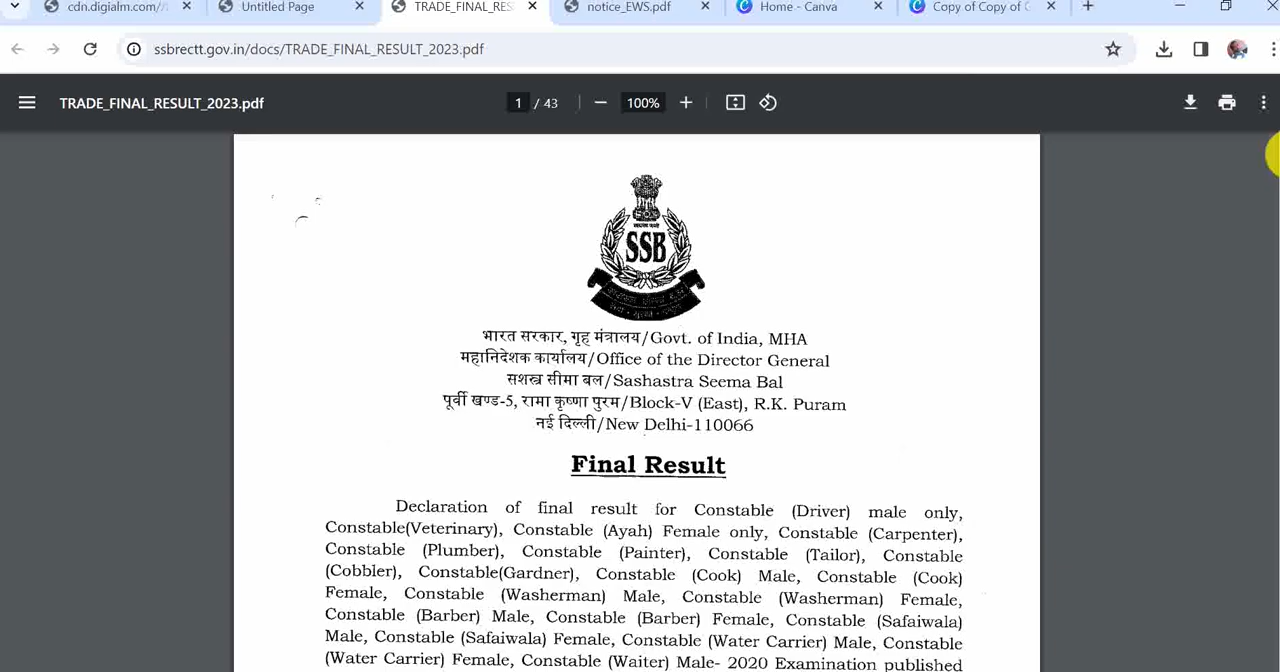 cdn.digialm.com//
Untitled Page
TRADE_FINAL_RES
notice_EWS.pdf
Home - Canva
Copy of Copy of C
ssbrectt.gov.in/docs/TRADE_FINAL_RESULT_2023.pdf
TRADE_FINAL_RESULT_2023.pdf
1 / 43
100%
SSB
भारत सरकार, गृह मंत्रालय/Govt. of India, MHA
महानिदेशक कार्यालय/Office of the Director General
सशस्त्र सीमा बल/Sashastra Seema Bal
पूर्वी खण्ड-5, रामा कृष्णा पुरम/Block-V (East), R.K. Puram
नई दिल्ली/New Delhi-110066
Final Result
Declaration of final result for Constable (Driver) male only,
Constable(Veterinary), Constable (Ayah) Female only, Constable (Carpenter),
Constable (Plumber), Constable (Painter), Constable (Tailor), Constable
(Cobbler), Constable(Gardner), Constable (Cook) Male, Constable (Cook)
Female, Constable (Washerman) Male, Constable (Washerman) Female,
Constable (Barber) Male, Constable (Barber) Female, Constable (Safaiwala)
Male, Constable (Safaiwala) Female, Constable (Water Carrier) Male, Constable
(Water Carrier) Female, Constable (Waiter) Male- 2020 Examination published